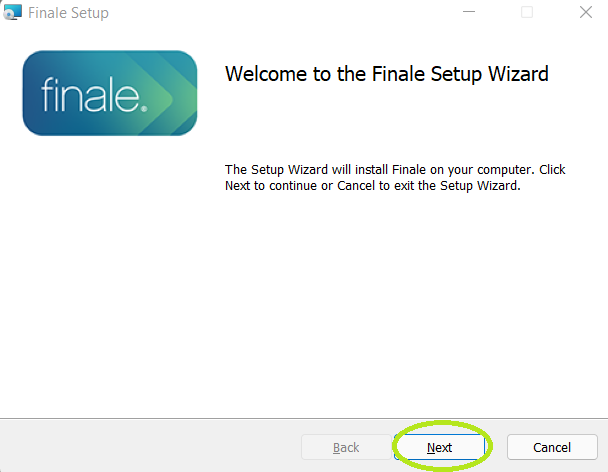 Finale Setup
finale.®
Welcome to the Finale Setup Wizard
The Setup Wizard will install Finale on your computer. Click
Next to continue or Cancel to exit the Setup Wizard.
Back
Next
Cancel